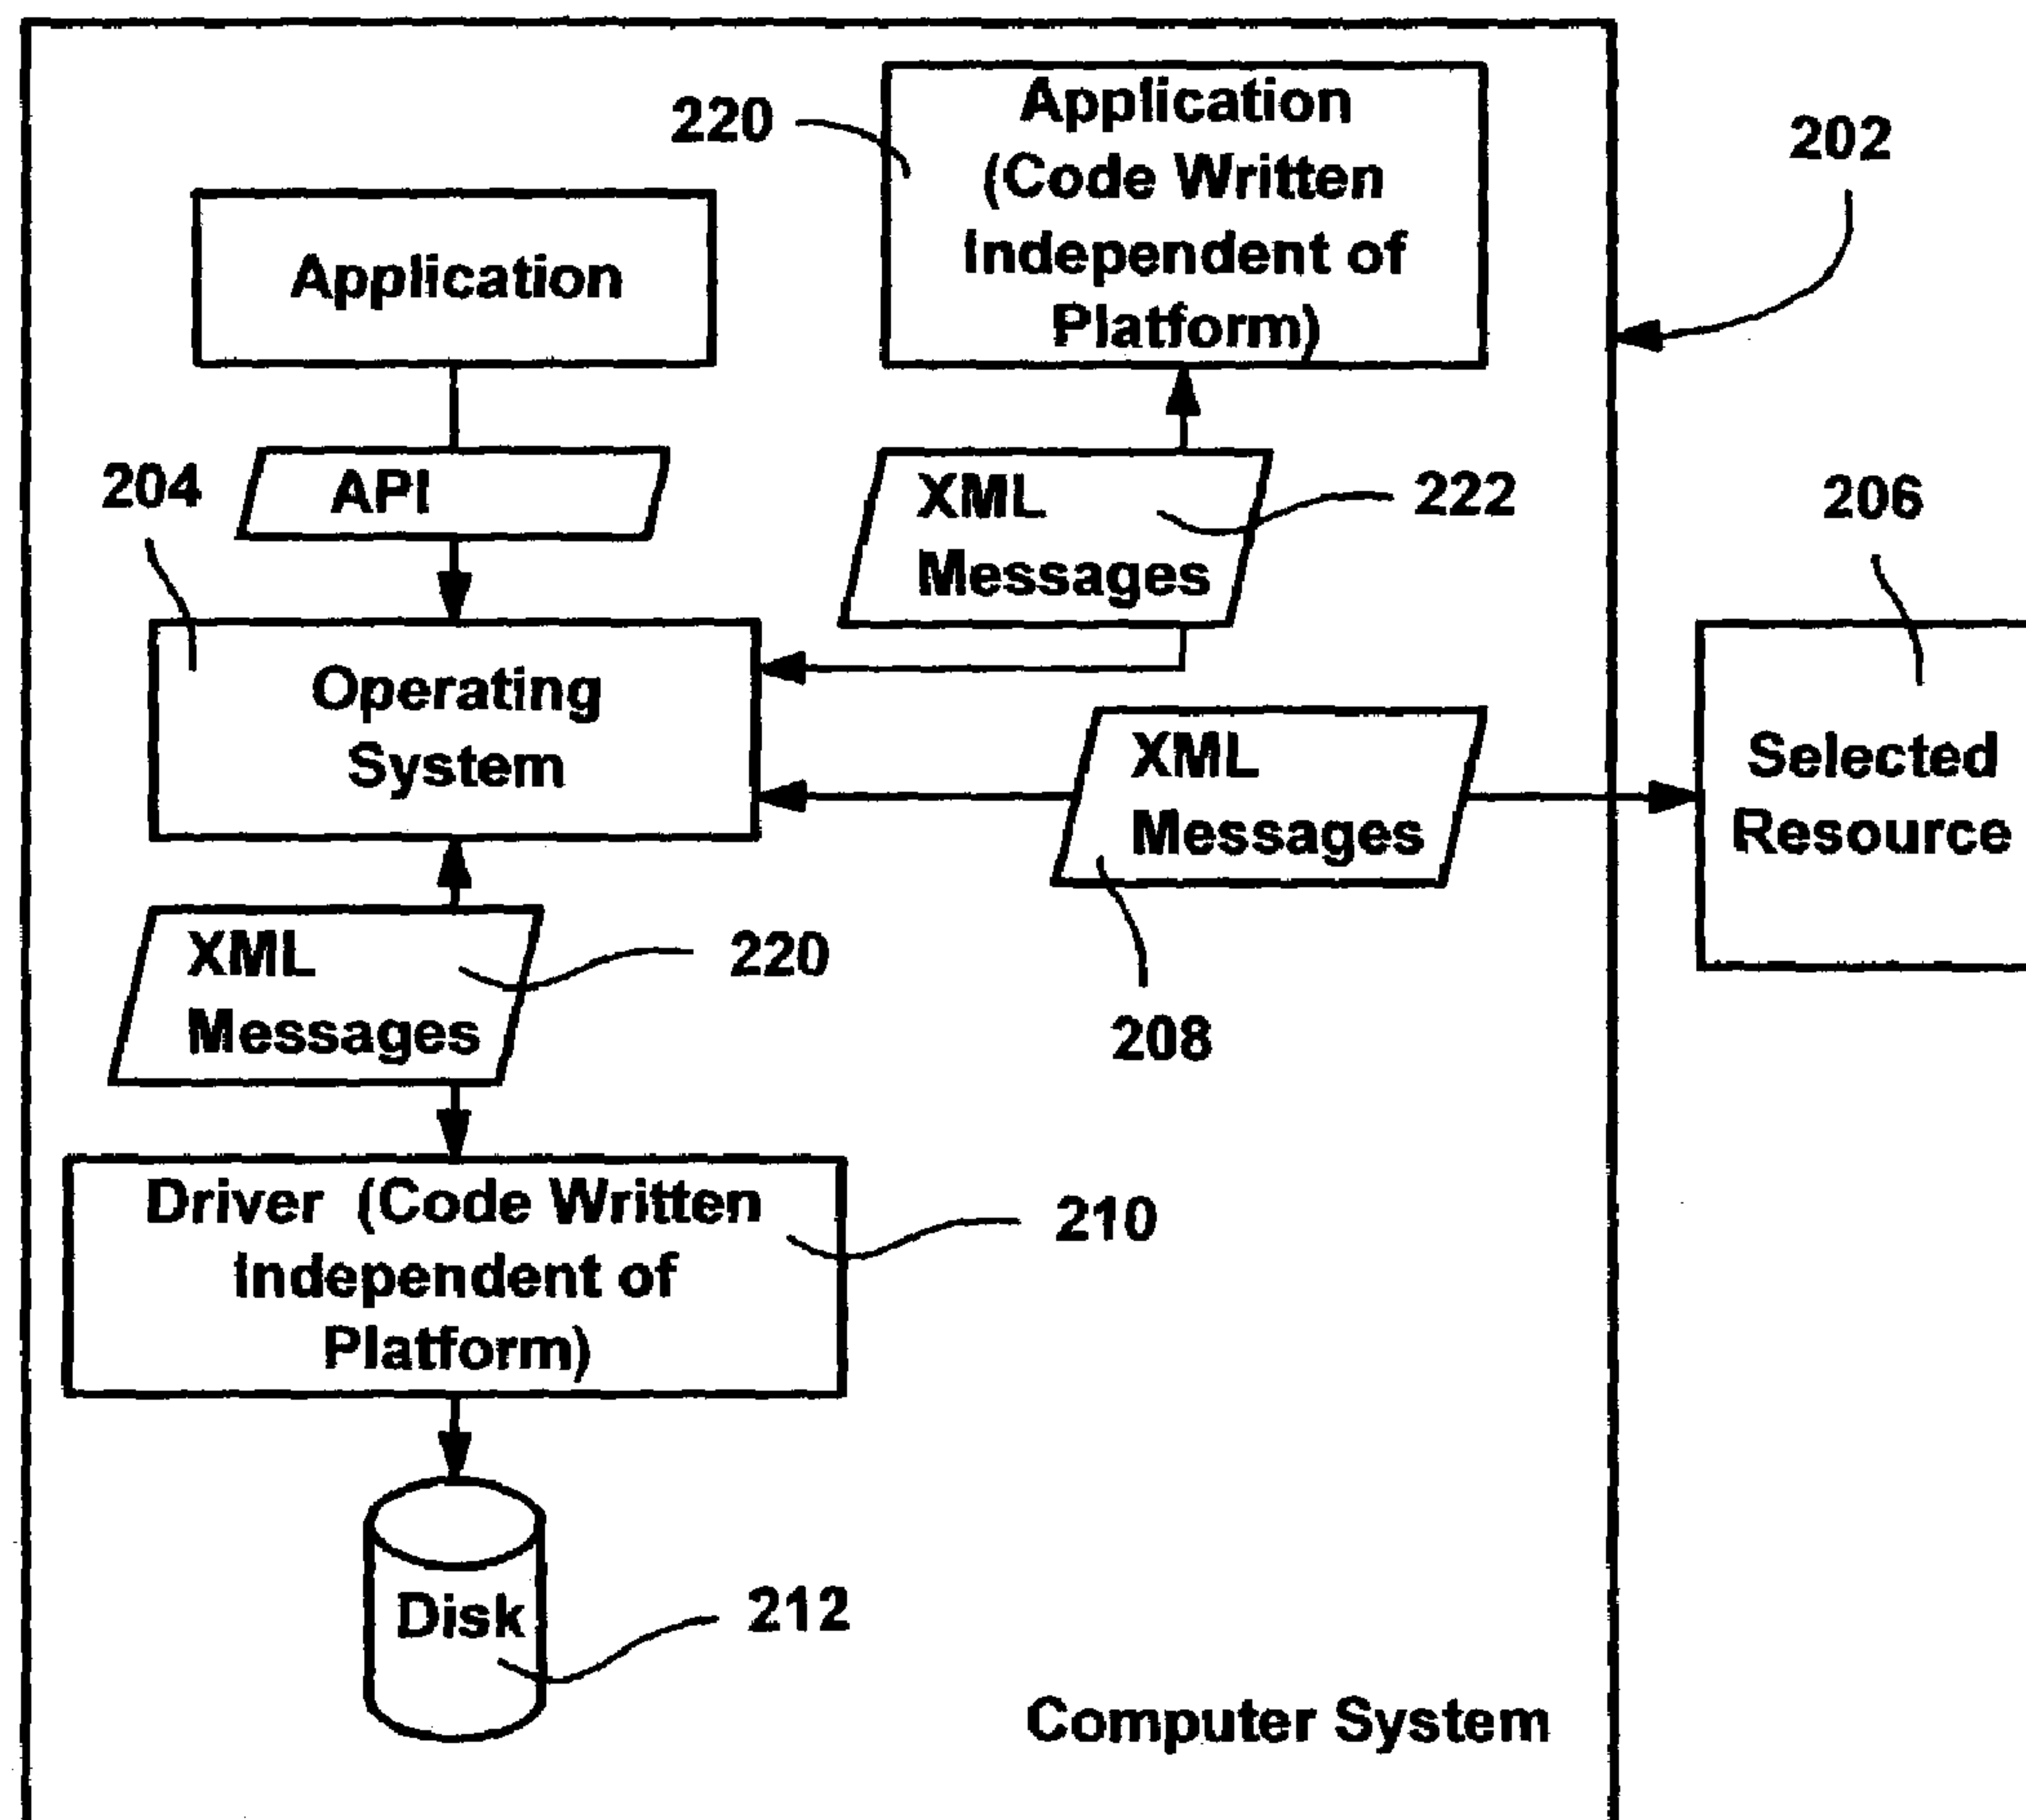 220
Application
(Code Written
Independent of
Platform)
202
Application
204
API
XML
Messages
222
206
Operating
System
XML
Messages
Selected
Resource
XML
Messages
220
208
Driver (Code Written
Independent of
Platform)
210
Disk
212
Computer System